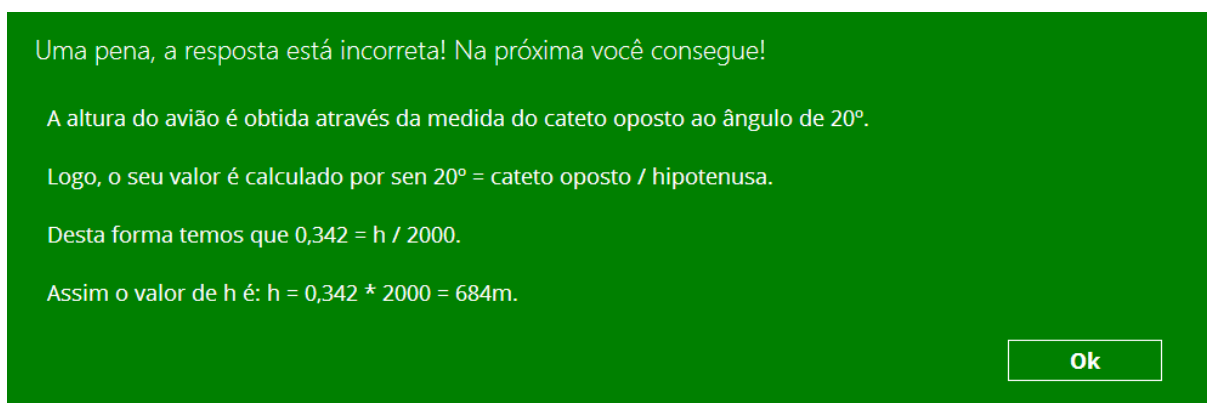 Uma pena, a resposta está incorreta! Na próxima você consegue!
A altura do avião é obtida através da medida do cateto oposto ao ângulo de 20º.
Logo, o seu valor é calculado por sen 20º = cateto oposto / hipotenusa.
Desta forma temos que 0,342 = h / 2000.
Assim o valor de h é: h = 0,342 * 2000 = 684m.
Ok